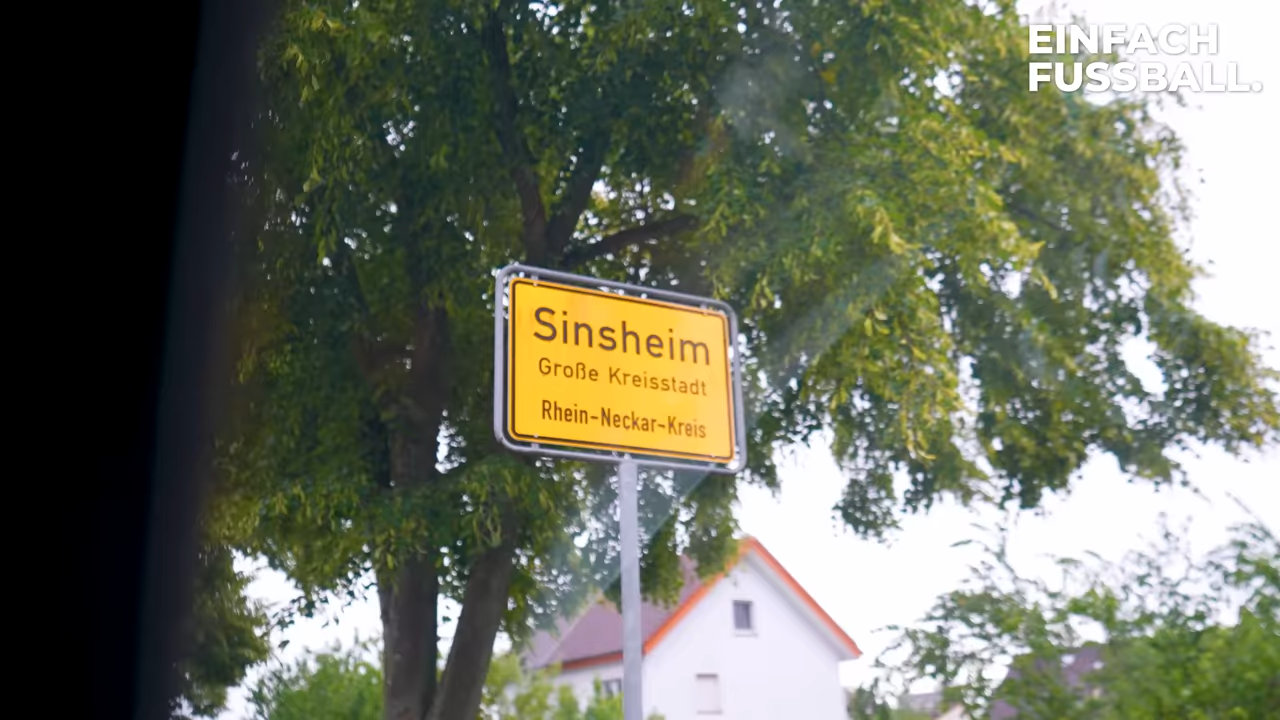 EINFACH
FUSSBALL.
Sinsheim
Große Kreisstadt
Rhein-Neckar-Kreis